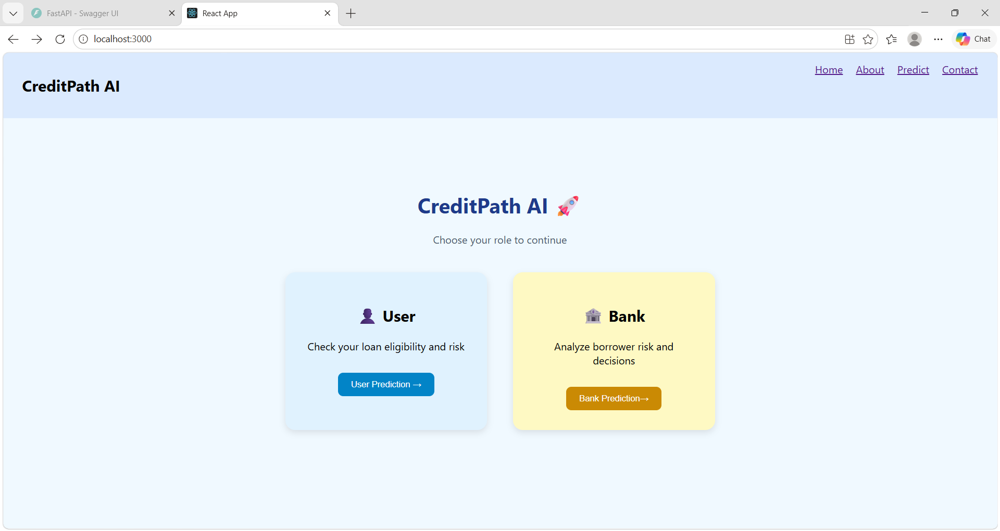 FastAPI - Swagger UI
React App
localhost:3000
Chat
Home About Predict Contact
CreditPath AI
CreditPath AI 🚀
Choose your role to continue
👤 User
Check your loan eligibility and risk
User Prediction →
🏦 Bank
Analyze borrower risk and
decisions
Bank Prediction→